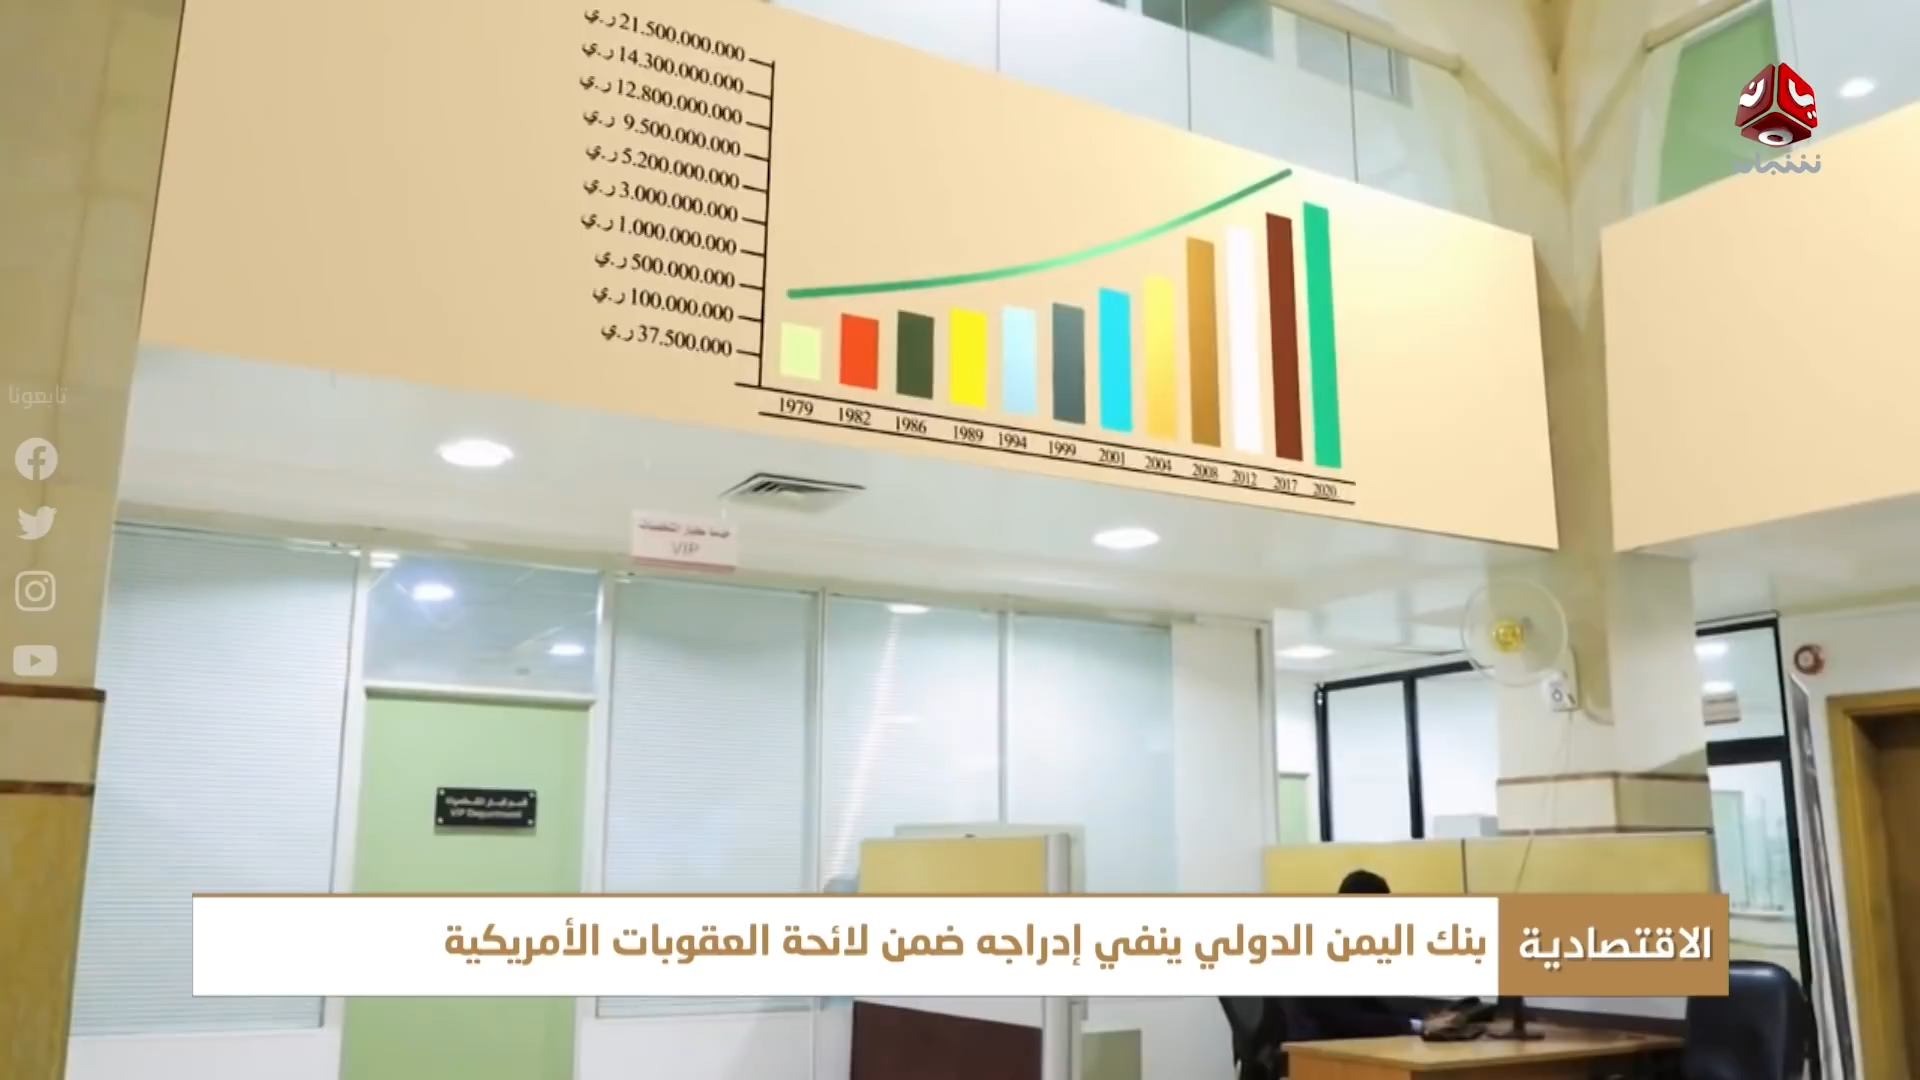 21.500.000.000 ر.ي
14.300.000.000 ر.ي
12.800.000.000 ر.ي
9.500.000.000 ر.ي
5.200.000.000 ر.ي
3.000.000.000 ر.ي
1.000.000.000 ر.ي
500.000.000 ر.ي
100.000.000 ر.ي
37.500.000 ر.ي
1979 1982 1986 1989 1994 1999 2001 2004 2008 2012 2017 2020
تابعونا
VIP
VIP Department
الاقتصادية
بنك اليمن الدولي ينفي إدراجه ضمن لائحة العقوبات الأمريكية